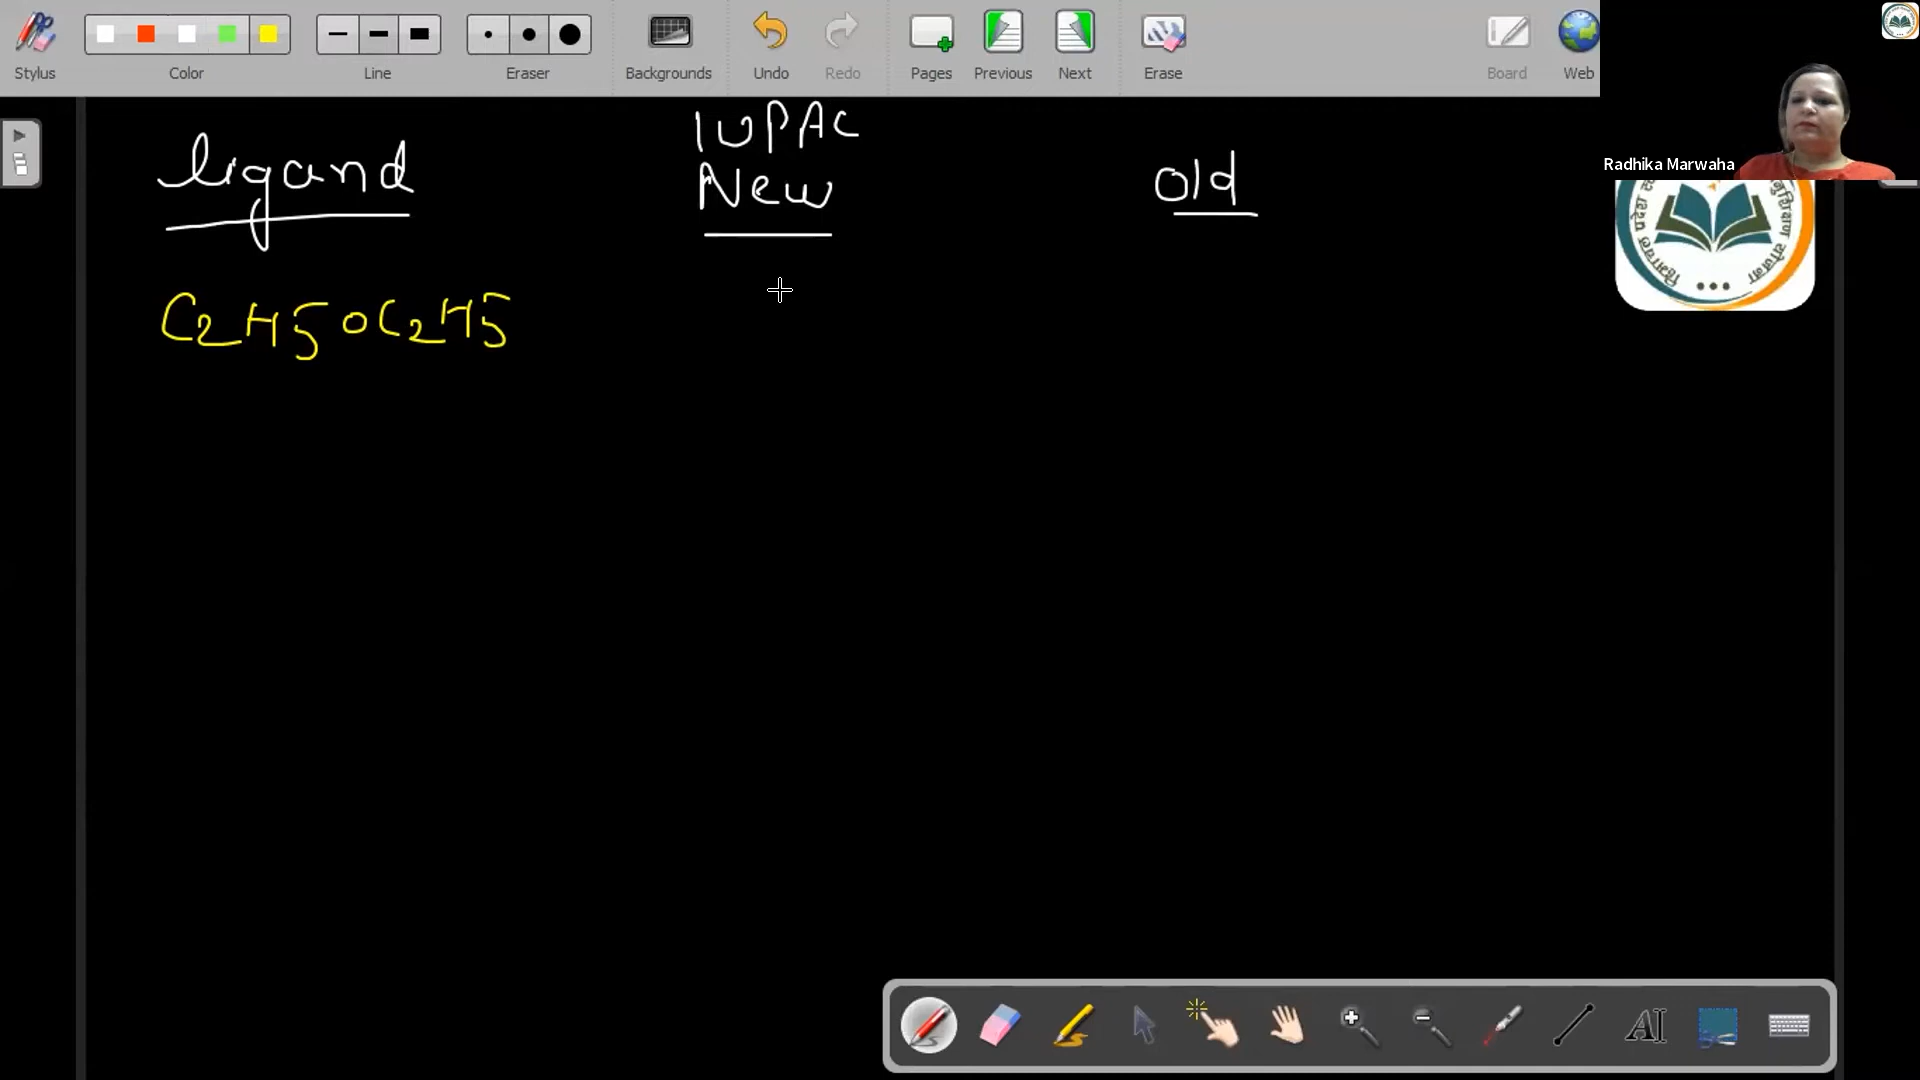 Stylus
Color
Line
Eraser
Backgrounds
Undo
Redo
Pages
Previous
Next
Erase
Board
Web
Radhika Marwaha
ligand
IUPAC
New
old
C2H5OC2H5
AI